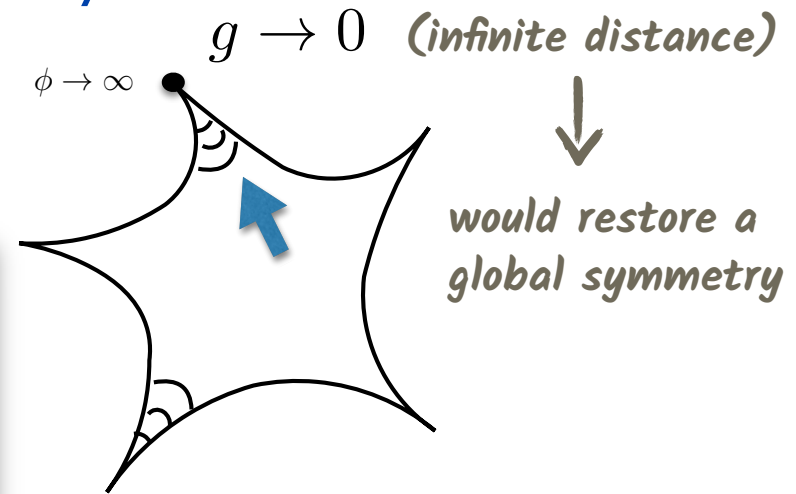 g → 0 (infinite distance)
ϕ → ∞
would restore a
global symmetry